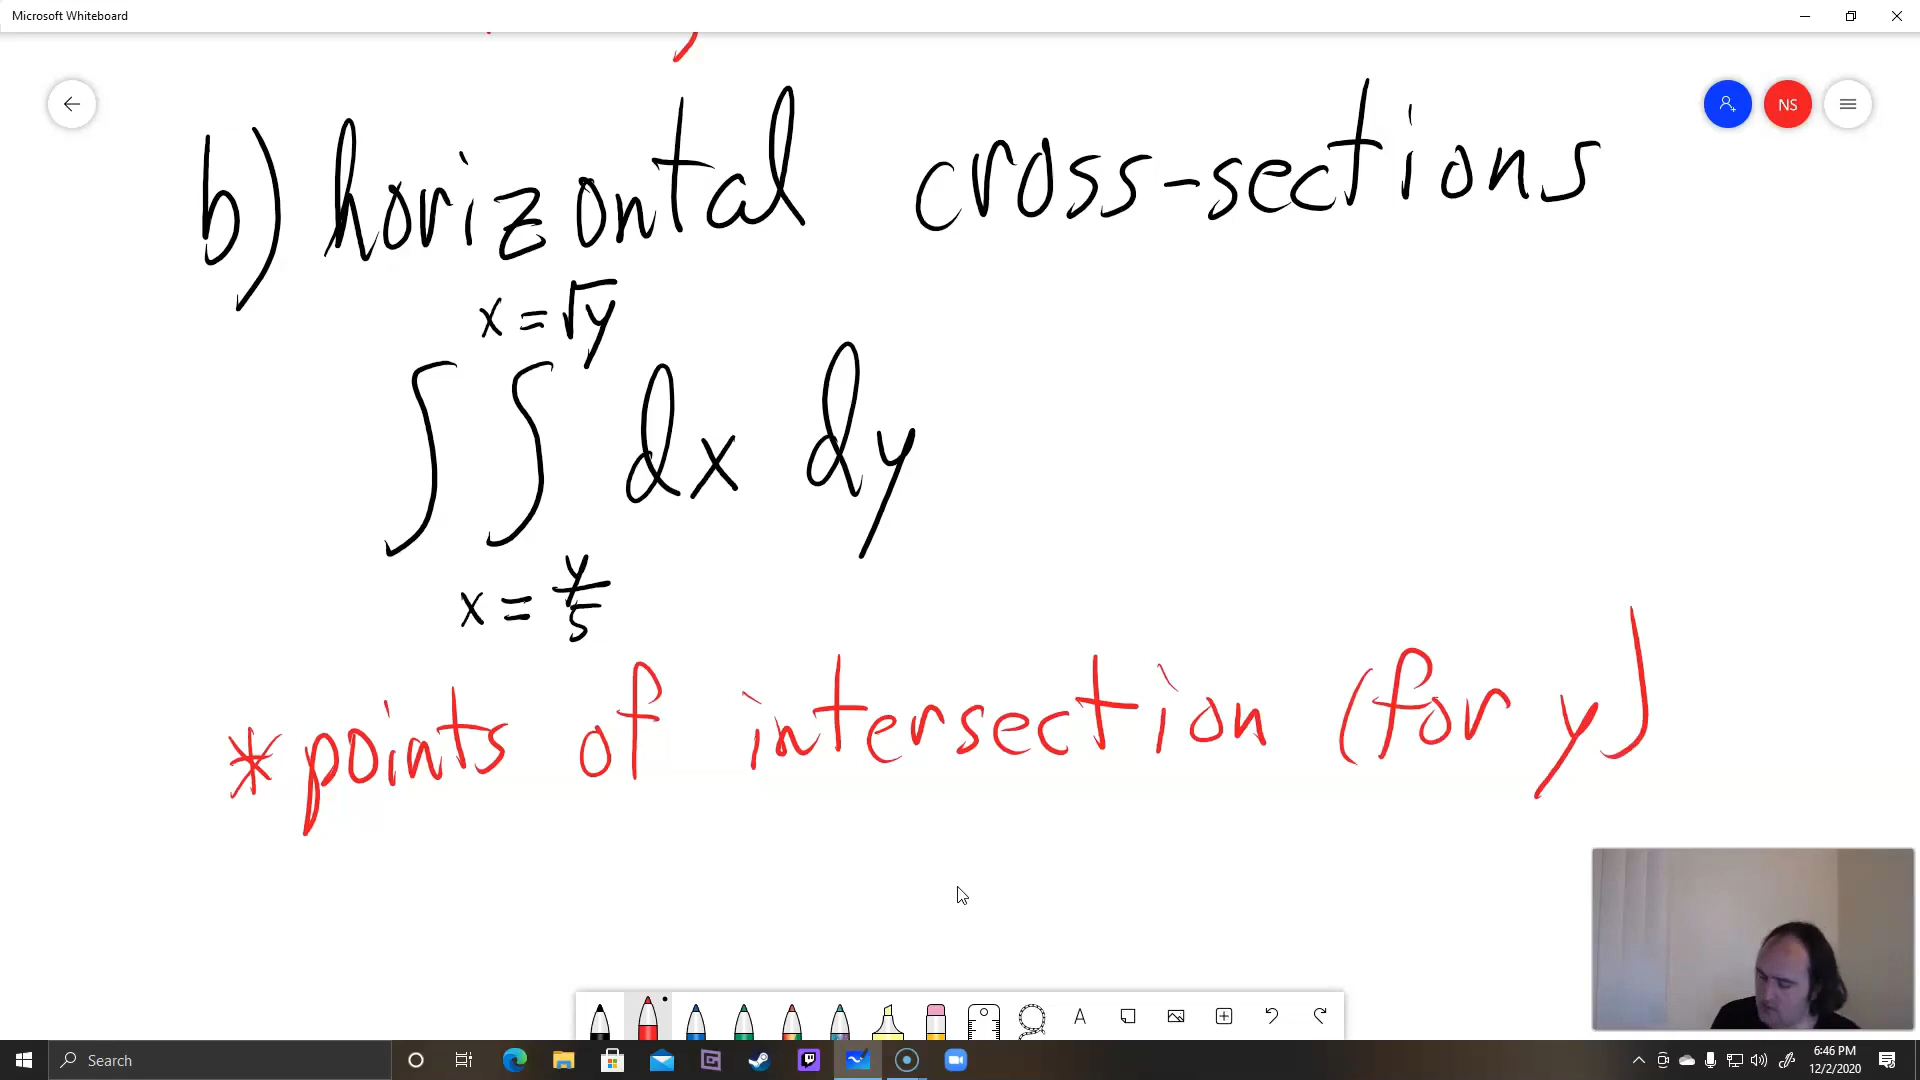 Microsoft Whiteboard
NS
b) horizontal cross-sections
x = √y
∫ ∫ dx dy
x = y/5
*points of intersection (for y)
A
Search
6:46 PM
12/2/2020